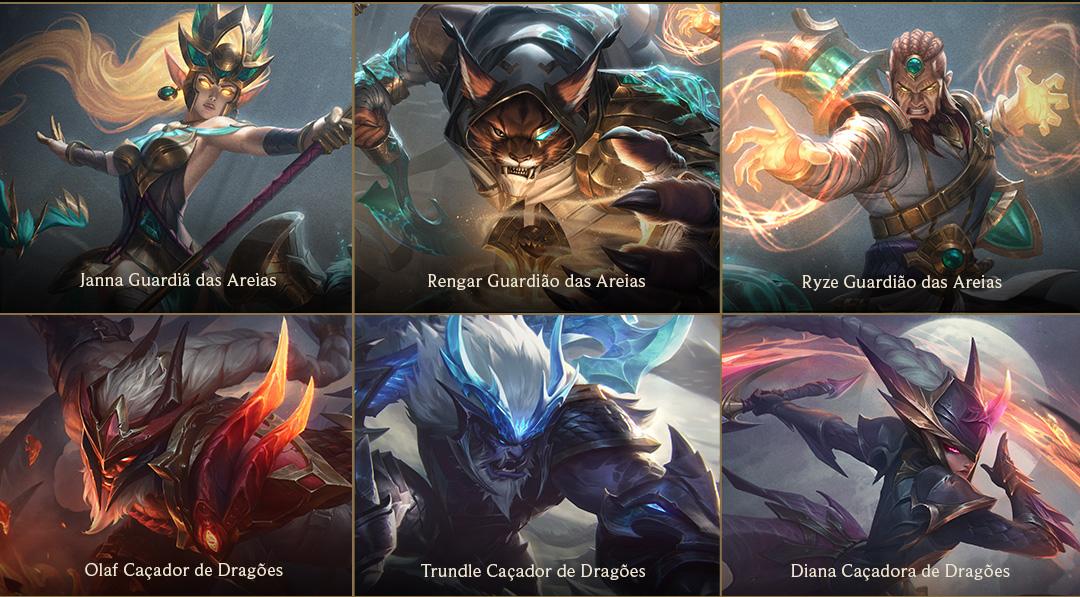 Janna Guardiã das Areias
Rengar Guardião das Areias
Ryze Guardião das Areias
Olaf Caçador de Dragões
Trundle Caçador de Dragões
Diana Caçadora de Dragões